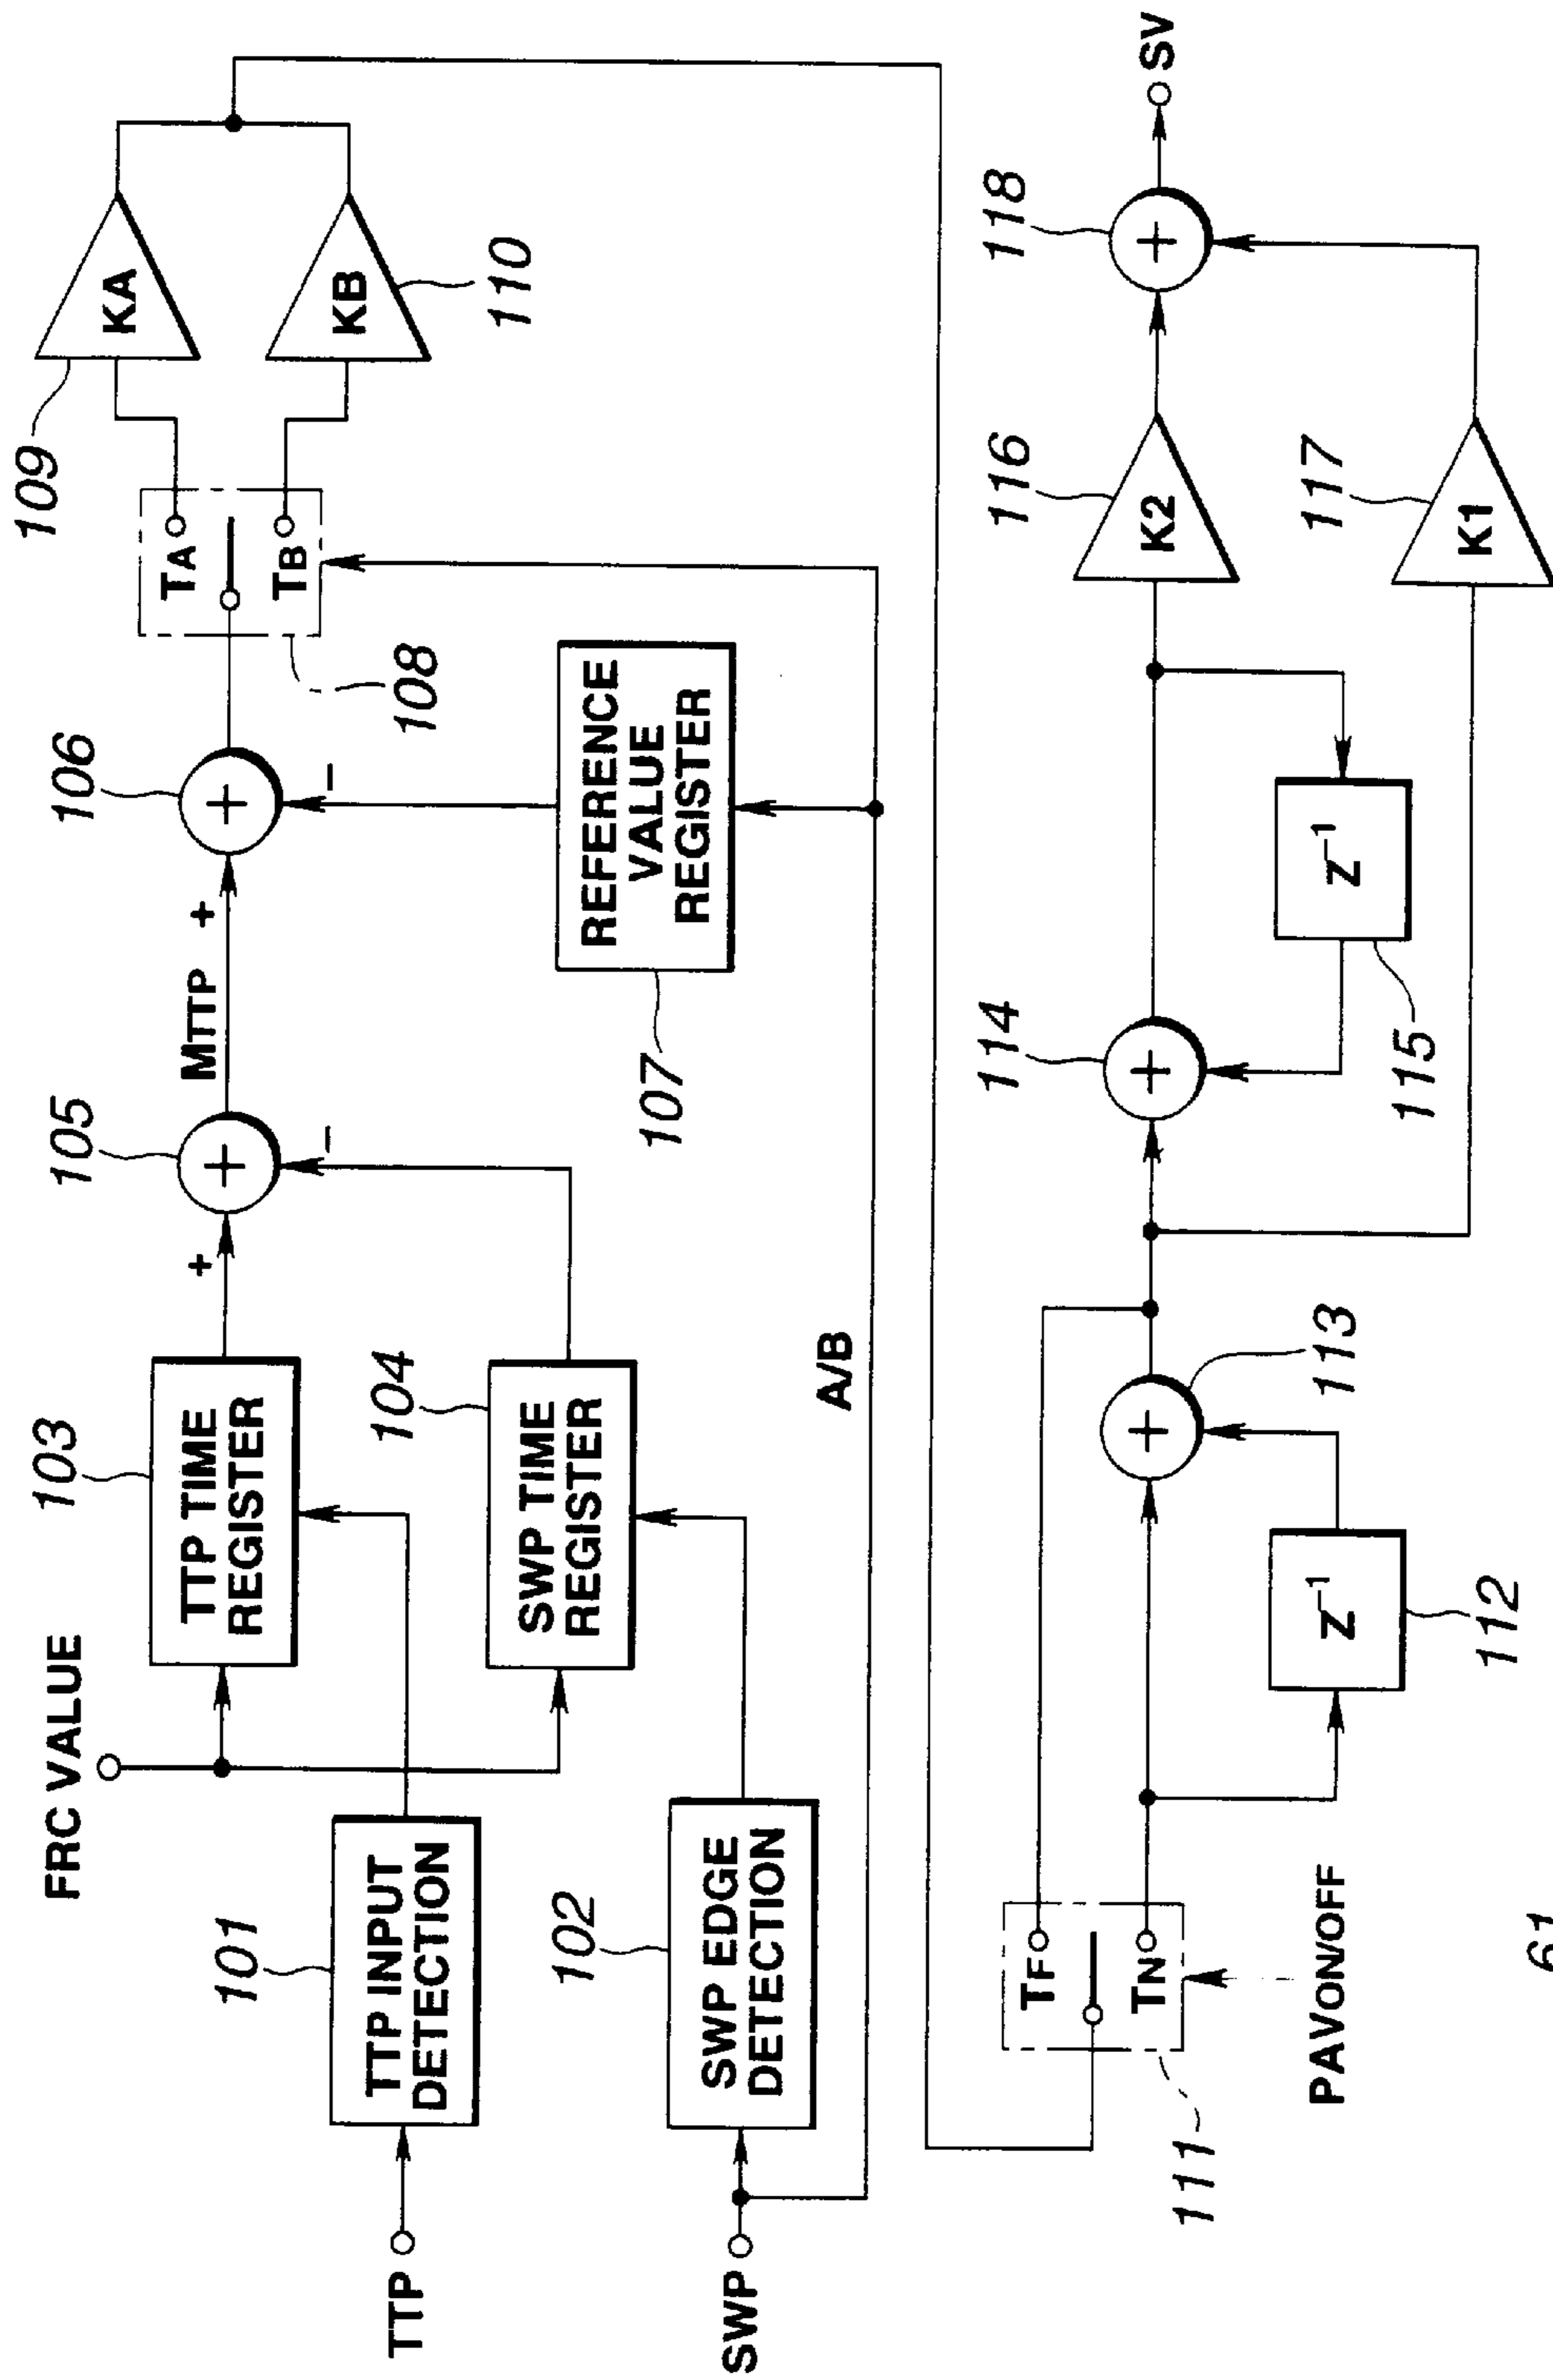 FRC VALUE
103
TTP TIME
REGISTER
105
+
+
−
MTTP
+
106
+
−
109
KA
TA
TB
108
KB
110
101
TTP INPUT
DETECTION
TTP
104
SWP TIME
REGISTER
107
REFERENCE
VALUE
REGISTER
102
SWP EDGE
DETECTION
SWP
A/B
TF
TN
111
PAVON/OFF
113
+
Z⁻¹
112
114
+
Z⁻¹
115
116
K2
117
K1
118
+
SV
61